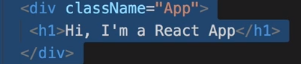 <div className="App">
<h1>Hi, I'm a React App</h1>
</div>